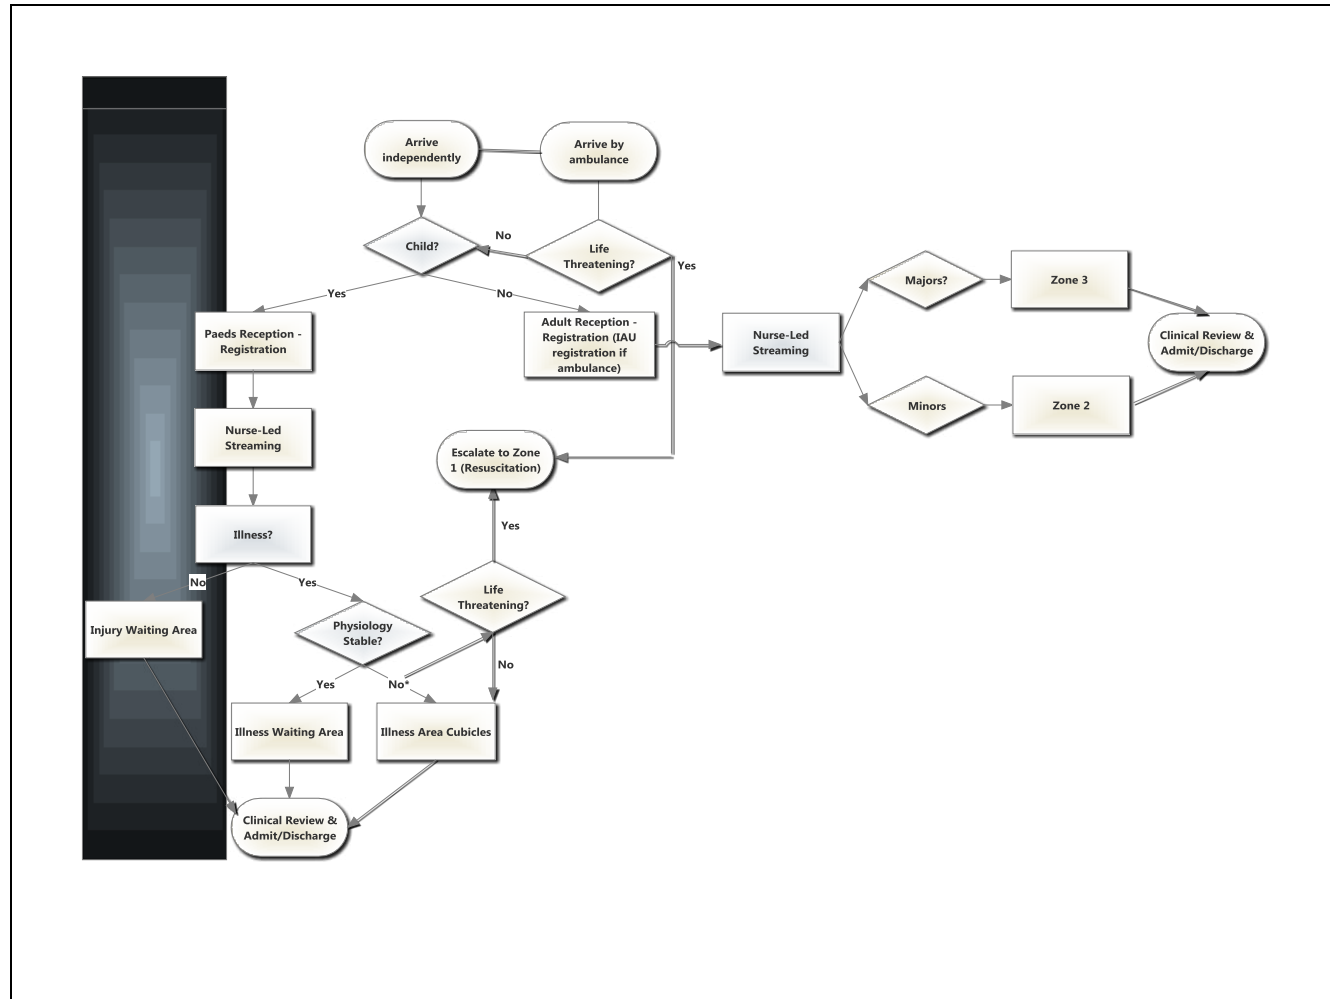 Arrive
independently
Arrive by
ambulance
Child?
No
Life
Threatening?
Yes
Yes
No
Majors?
Zone 3
Paeds Reception -
Registration
Adult Reception -
Registration (IAU
registration if
ambulance)
Nurse-Led
Streaming
Clinical Review &
Admit/Discharge
Minors
Zone 2
Nurse-Led
Streaming
Escalate to Zone
1 (Resuscitation)
Yes
Illness?
No
Yes
Life
Threatening?
Injury Waiting Area
Physiology
Stable?
No
Yes
No*
Illness Waiting Area
Illness Area Cubicles
Clinical Review &
Admit/Discharge